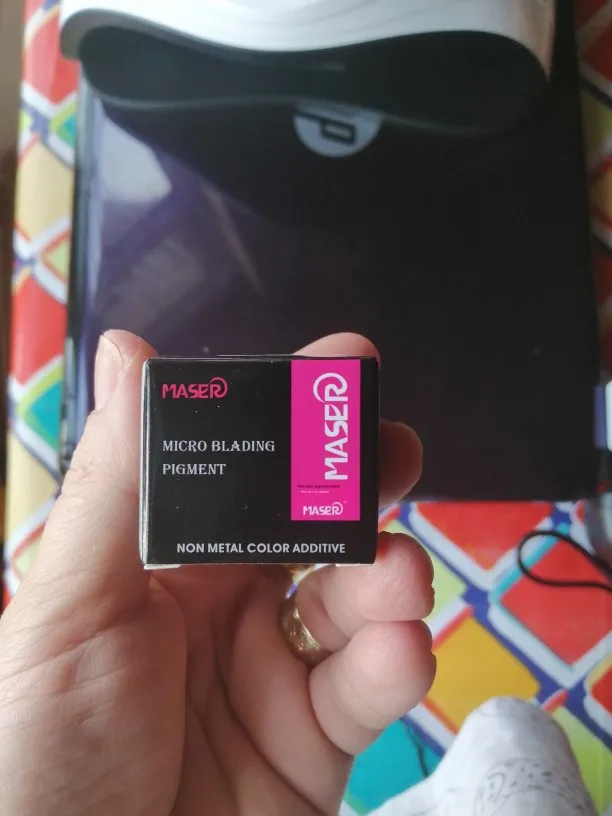 MASER
MICRO BLADING
PIGMENT
NON METAL COLOR ADDITIVE
MASER
MASER